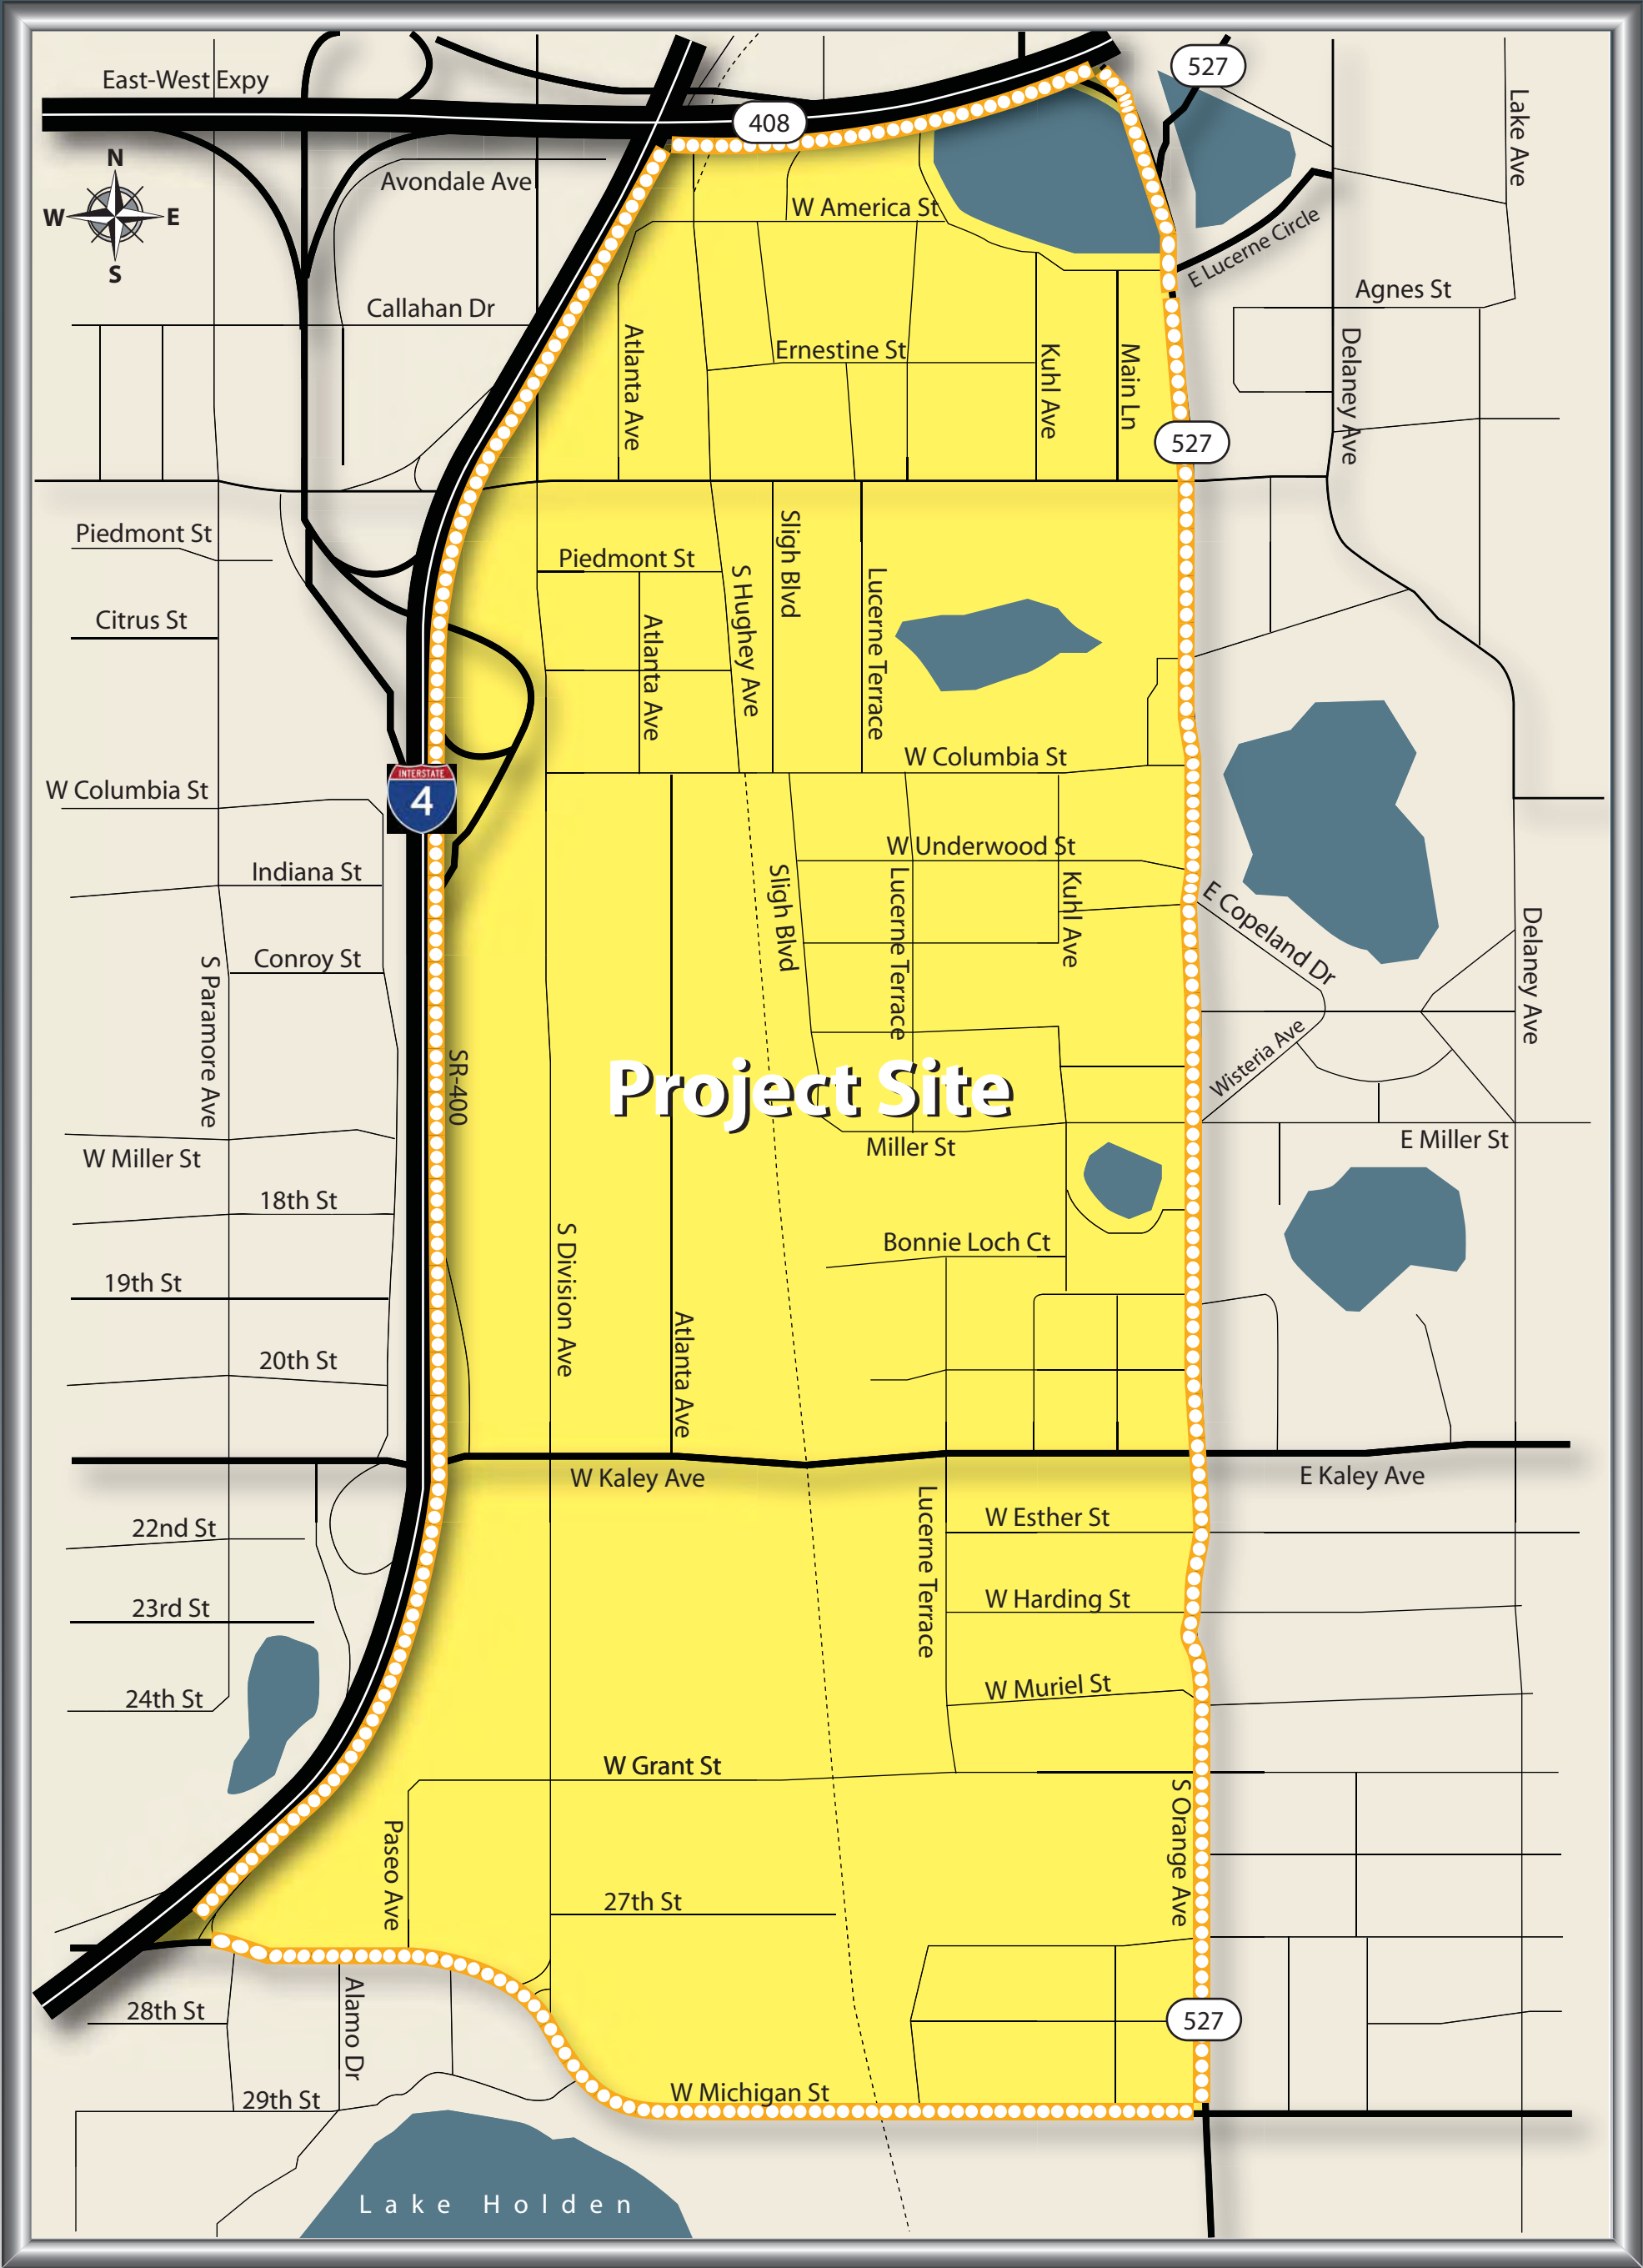 East-West Expy
527
408
Lake Ave
N
W
E
S
Avondale Ave
W America St
E Lucerne Circle
Agnes St
Callahan Dr
Atlanta Ave
Ernestine St
Kuhl Ave
Main Ln
Delaney Ave
527
Piedmont St
Piedmont St
Sligh Blvd
S Hughey Ave
Lucerne Terrace
Citrus St
Atlanta Ave
W Columbia St
W Columbia St
INTERSTATE
4
W Underwood St
Indiana St
Sligh Blvd
Lucerne Terrace
Kuhl Ave
E Copeland Dr
Delaney Ave
Conroy St
S Paramore Ave
SR-400
Wisteria Ave
Project Site
Miller St
E Miller St
W Miller St
18th St
S Division Ave
Bonnie Loch Ct
19th St
Atlanta Ave
20th St
W Kaley Ave
E Kaley Ave
Lucerne Terrace
W Esther St
22nd St
W Harding St
23rd St
W Muriel St
24th St
W Grant St
S Orange Ave
Paseo Ave
27th St
28th St
Alamo Dr
527
W Michigan St
29th St
Lake Holden